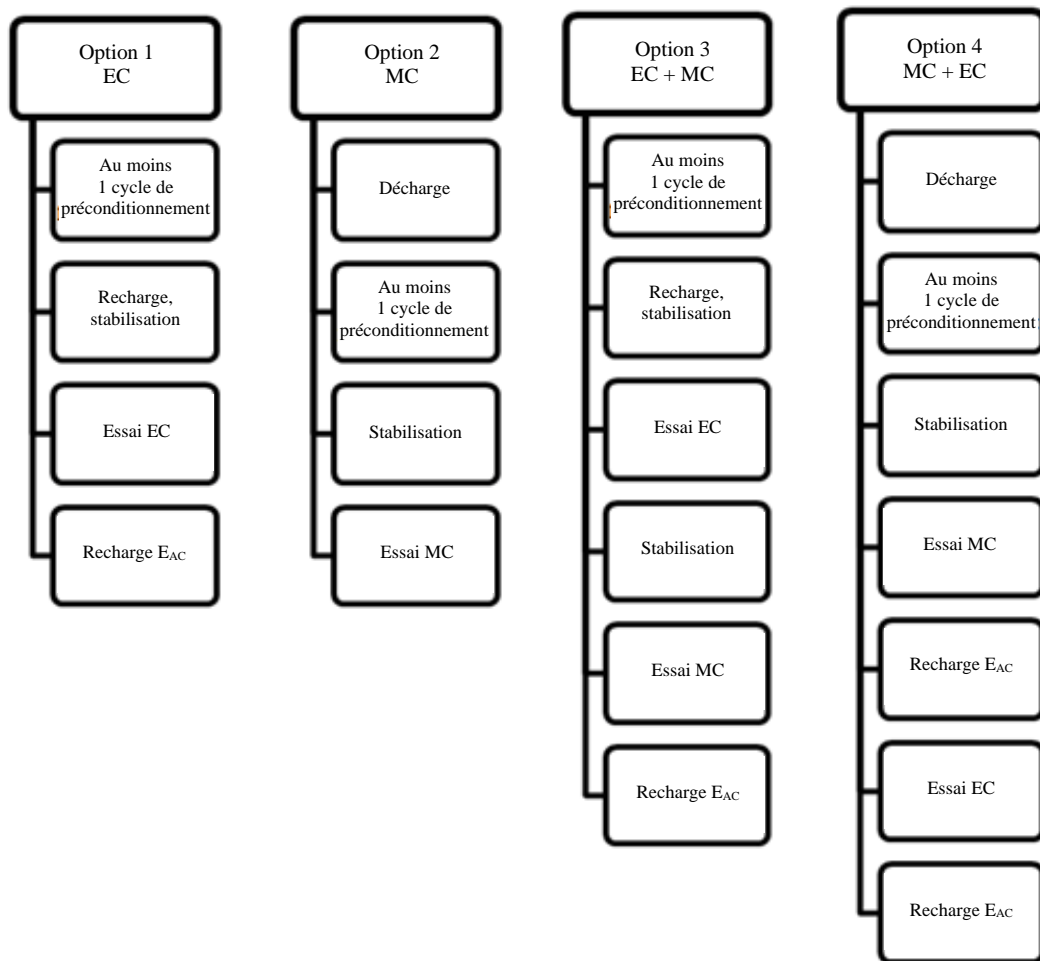 Option 1
EC
Au moins
1 cycle de
préconditionnement
Recharge,
stabilisation
Essai EC
Recharge EAC
Option 2
MC
Décharge
Au moins
1 cycle de
préconditionnement
Stabilisation
Essai MC
Option 3
EC + MC
Au moins
1 cycle de
préconditionnement
Recharge,
stabilisation
Essai EC
Stabilisation
Essai MC
Recharge EAC
Option 4
MC + EC
Décharge
Au moins
1 cycle de
préconditionnement
Stabilisation
Essai MC
Recharge EAC
Essai EC
Recharge EAC